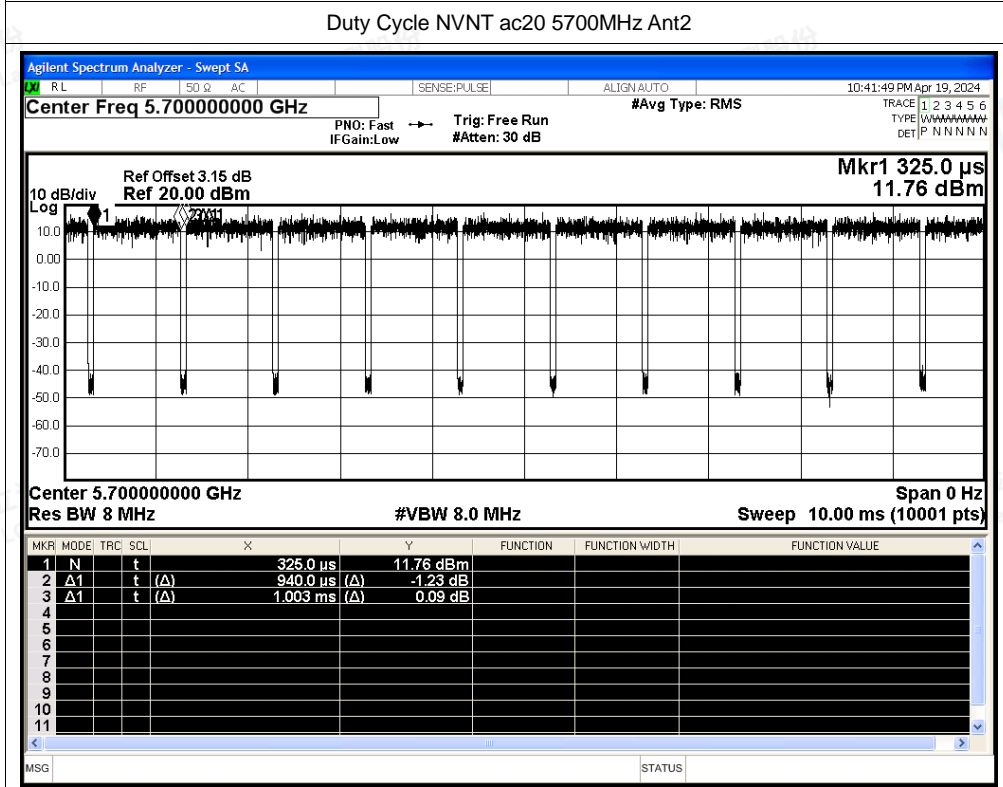 Duty Cycle NVNT ac20 5700MHz Ant2
Agilent Spectrum Analyzer - Swept SA
LXI RL RF 50 Ω AC SENSE:PULSE ALIGN AUTO 10:41:49 PM Apr 19, 2024
Center Freq 5.700000000 GHz #Avg Type: RMS TRACE 1 2 3 4 5 6
PNO: Fast Trig: Free Run TYPE W
IFGain:Low #Atten: 30 dB DET P N N N N N
Mkr1 325.0 µs
Ref Offset 3.15 dB
10 dB/div Ref 20.00 dBm 11.76 dBm
Log
1
10.0
0.00
-10.0
-20.0
-30.0
-40.0
-50.0
-60.0
-70.0
Center 5.700000000 GHz Span 0 Hz
Res BW 8 MHz #VBW 8.0 MHz Sweep 10.00 ms (10001 pts)
MKR MODE TRC SCL X Y FUNCTION FUNCTION WIDTH FUNCTION VALUE
1 N t 325.0 µs 11.76 dBm
2 Δ1 t (Δ) 940.0 µs (Δ) -1.23 dB
3 Δ1 t (Δ) 1.003 ms (Δ) 0.09 dB
4
5
6
7
8
9
10
11
MSG STATUS